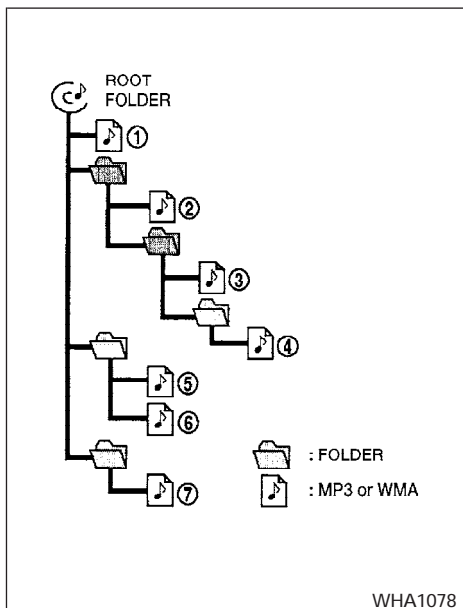 ROOT
FOLDER
①
②
③
④
⑤
⑥
⑦
: FOLDER
: MP3 or WMA
WHA1078